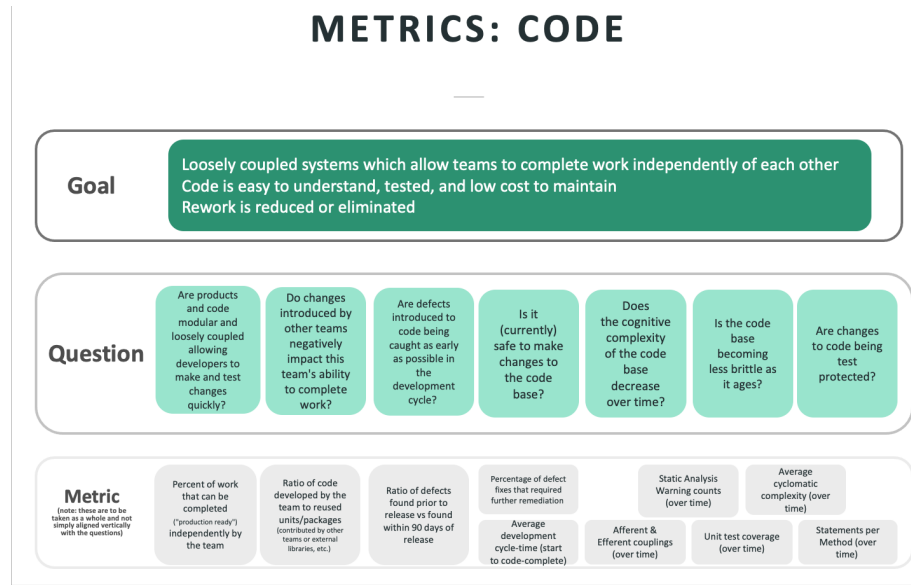 METRICS: CODE
Goal
Loosely coupled systems which allow teams to complete work independently of each other
Code is easy to understand, tested, and low cost to maintain
Rework is reduced or eliminated
Question
Are products
and code
modular and
loosely coupled
allowing
developers to
make and test
changes
quickly?
Do changes
introduced by
other teams
negatively
impact this
team's ability
to complete
work?
Are defects
introduced to
code being
caught as early
as possible in
the
development
cycle?
Is it
(currently)
safe to make
changes to
the code
base?
Does
the cognitive
complexity
of the code
base
decrease
over time?
Is the code
base
becoming
less brittle as
it ages?
Are changes
to code being
test
protected?
Metric
(note: these are to be
taken as a whole and not
simply aligned vertically
with the questions)
Percent of work
that can be
completed
("production ready")
independently by
the team
Ratio of code
developed by the
team to reused
units/packages
(contributed by other
teams or external
libraries, etc.)
Ratio of defects
found prior to
release vs found
within 90 days of
release
Percentage of defect
fixes that required
further remediation
Static Analysis
Warning counts
(over time)
Average
cyclomatic
complexity (over
time)
Average
development
cycle-time (start
to code-complete)
Afferent &
Efferent couplings
(over time)
Unit test coverage
(over time)
Statements per
Method (over
time)